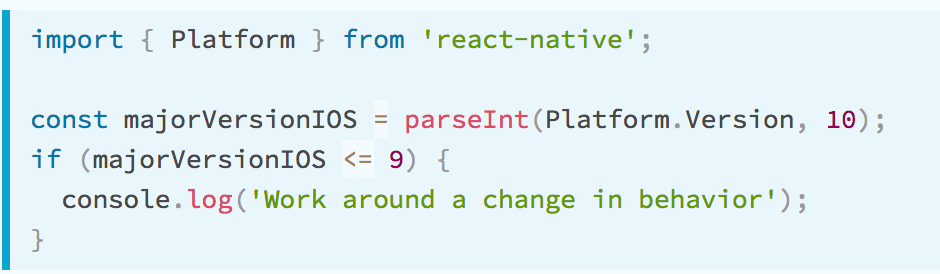 import { Platform } from 'react-native';
const majorVersionIOS = parseInt(Platform.Version, 10);
if (majorVersionIOS <= 9) {
  console.log('Work around a change in behavior');
}